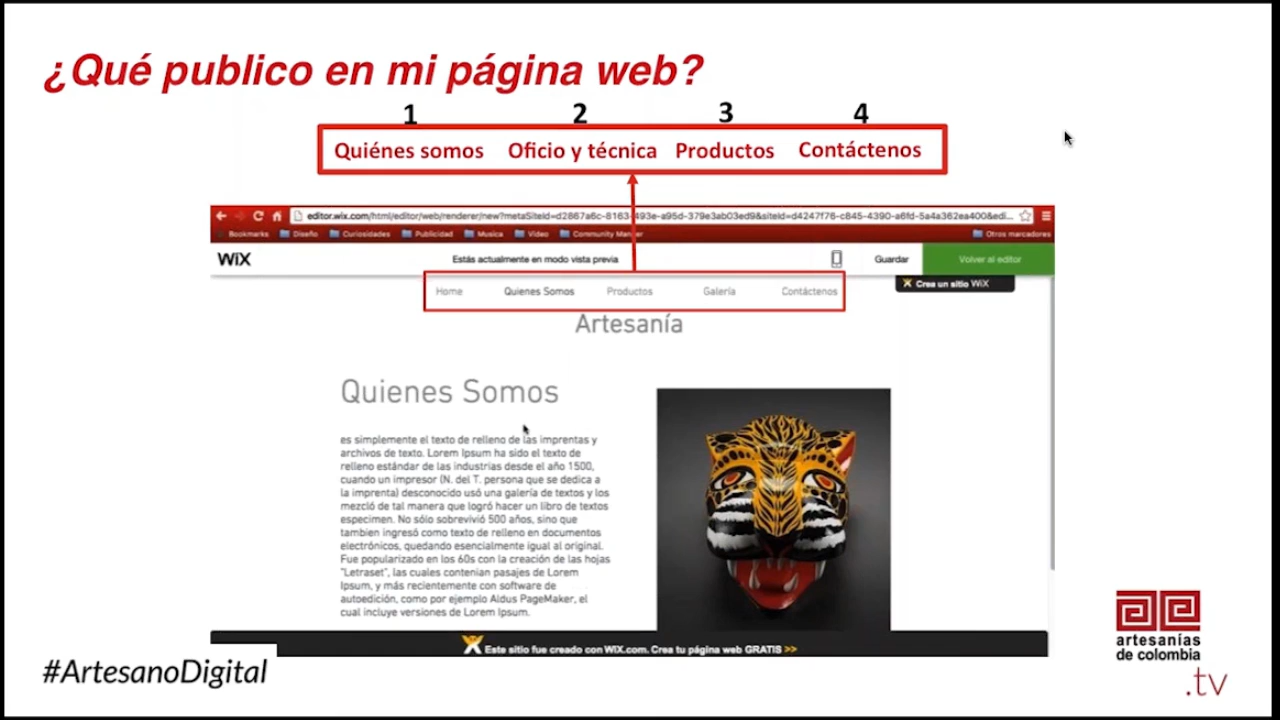 ¿Qué publico en mi página web?
1 2 3 4
Quiénes somos Oficio y técnica Productos Contáctenos
editor.wix.com/html/editor/web/renderer/new?metaSiteId=d2867a6c-8163-493e-a95d-379e3ab03ed9&siteId=d4247f76-c845-4390-a6fd-5a4a362ea400&edi...
Bookmarks Diseño Curiosidades Publicidad Musica Video Community Manager Otros marcadores
WiX Estás actualmente en modo vista previa Guardar Volver al editor
Crea un sitio WiX
Home Quienes Somos Productos Galería Contáctenos
Artesanía
Quienes Somos
es simplemente el texto de relleno de las imprentas y
archivos de texto. Lorem Ipsum ha sido el texto de
relleno estándar de las industrias desde el año 1500,
cuando un impresor (N. del T. persona que se dedica a
la imprenta) desconocido usó una galería de textos y los
mezcló de tal manera que logró hacer un libro de textos
especimen. No sólo sobrevivió 500 años, sino que
tambien ingresó como texto de relleno en documentos
electrónicos, quedando esencialmente igual al original.
Fue popularizado en los 60s con la creación de las hojas
"Letraset", las cuales contenian pasajes de Lorem
Ipsum, y más recientemente con software de
autoedición, como por ejemplo Aldus PageMaker, el
cual incluye versiones de Lorem Ipsum.
Este sitio fue creado con WIX.com. Crea tu página web GRATIS >>
#ArtesanoDigital
artesanías
de colombia
.tv